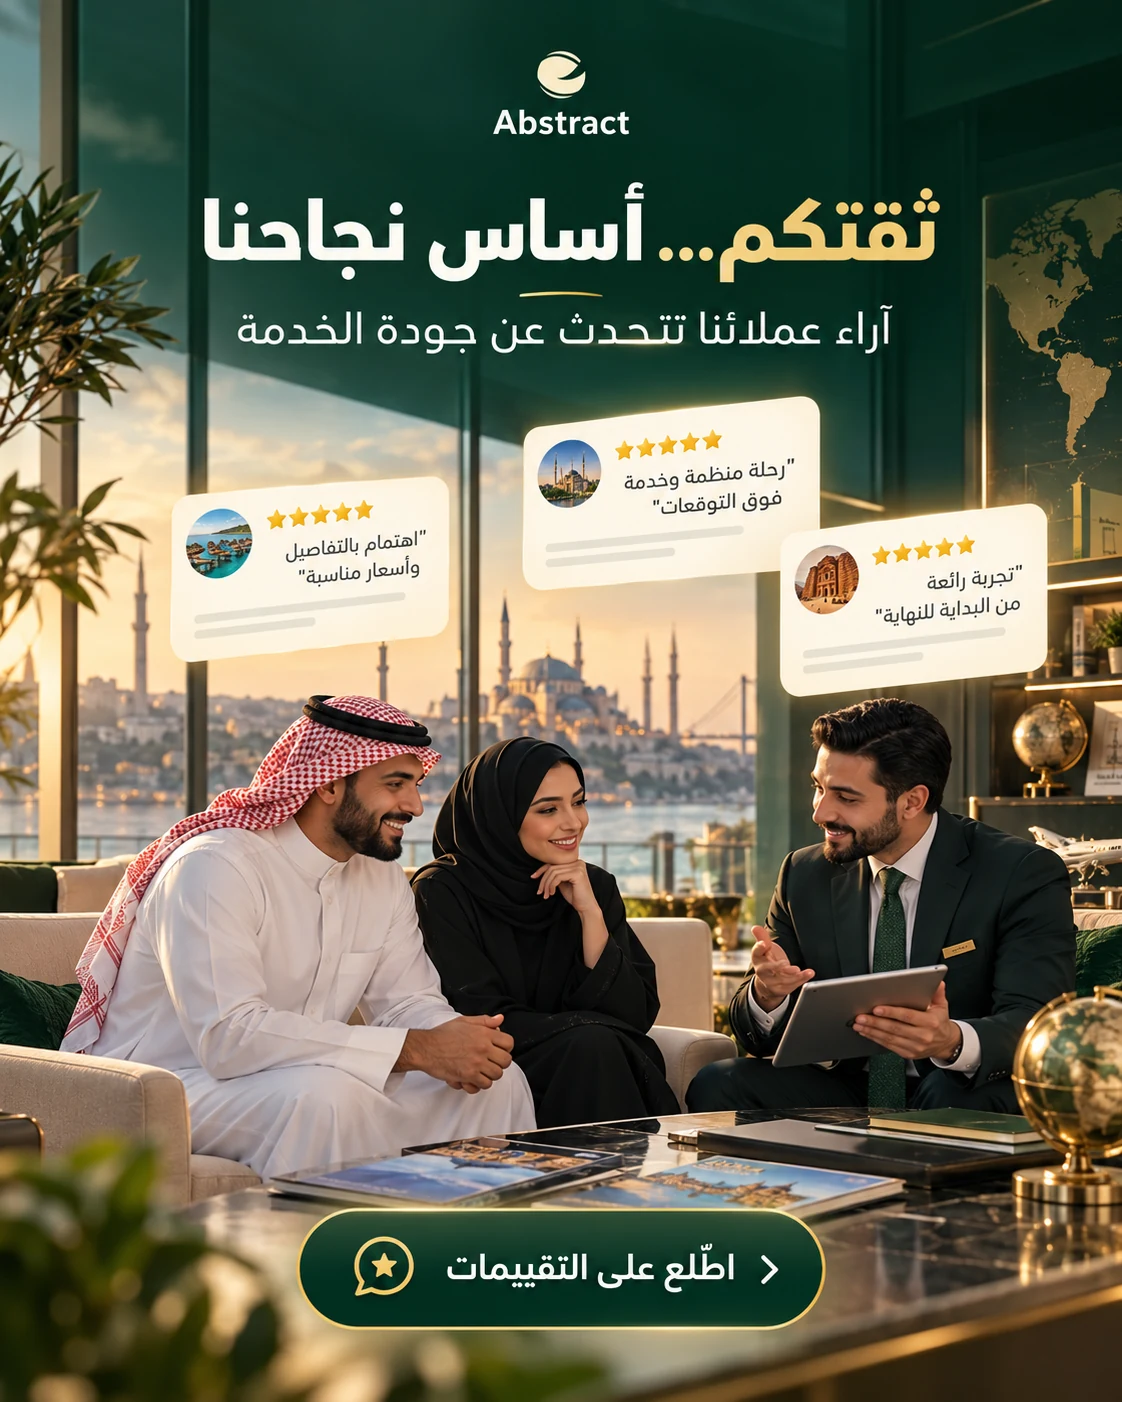 Abstract
ثقتكم... أساس نجاحنا
آراء عملائنا تتحدث عن جودة الخدمة
"رحلة منظمة وخدمة
فوق التوقعات"
"اهتمام بالتفاصيل
وأسعار مناسبة"
"تجربة رائعة
من البداية للنهاية"
اطّلع على التقييمات